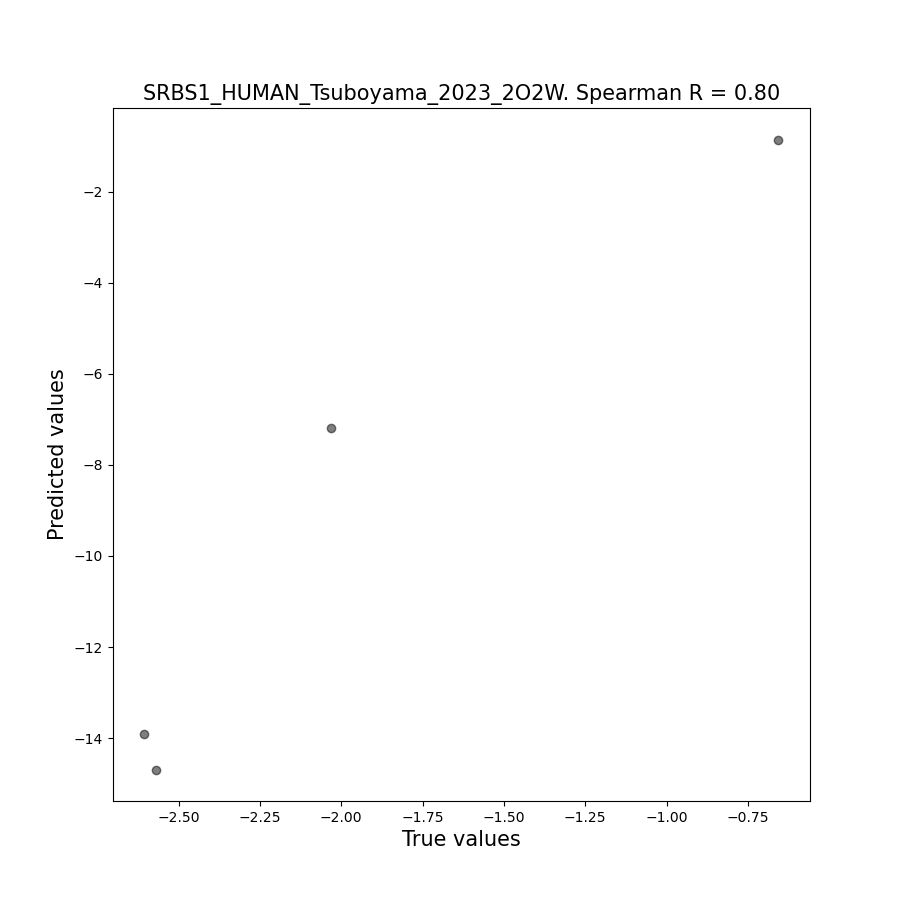 SRBS1_HUMAN_Tsuboyama_2023_2O2W. Spearman R = 0.80
−2
−4
−6
−8
−10
−12
−14
Predicted values
−2.50 −2.25 −2.00 −1.75 −1.50 −1.25 −1.00 −0.75
True values